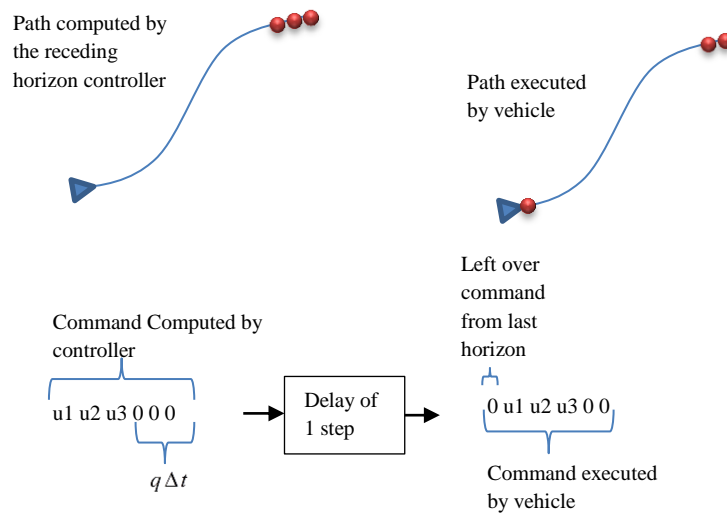 Path computed by
the receding
horizon controller
Path executed
by vehicle
Left over
command
from last
horizon
Command Computed by
controller
u1 u2 u3 0 0 0
q Δt
Delay of
1 step
0 u1 u2 u3 0 0
Command executed
by vehicle